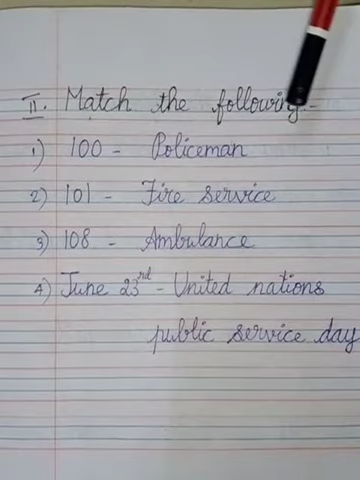 II. Match the following:-
1) 100 - Policeman
2) 101 - Fire service
3) 108 - Ambulance
4) June 23rd - United nations
public service day